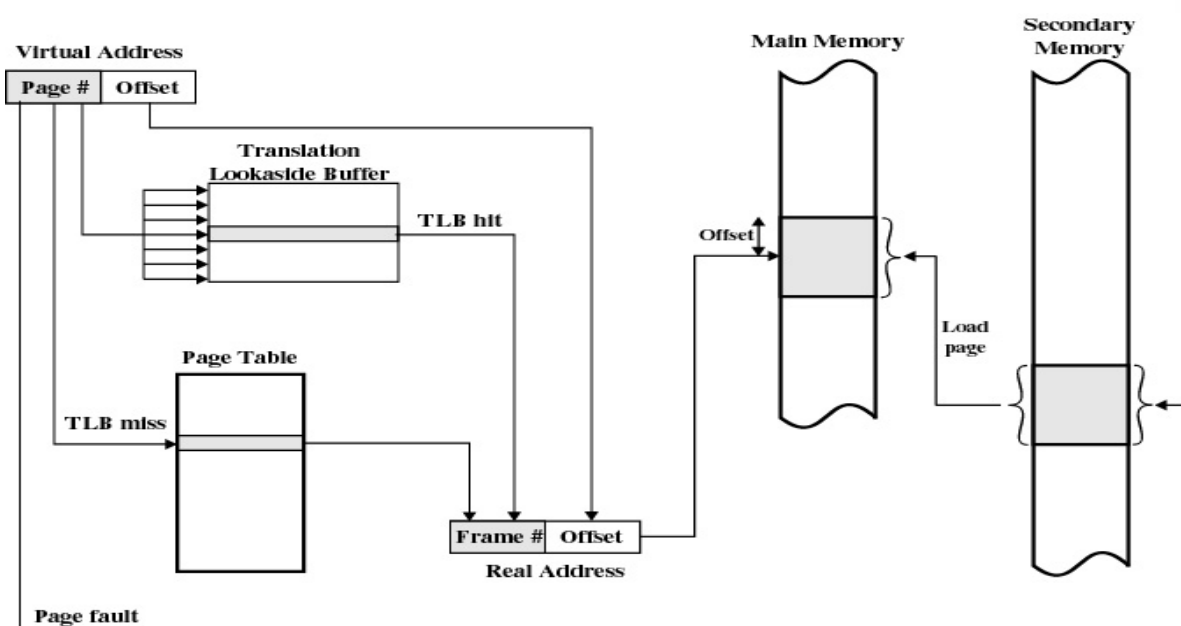 Virtual Address
Page #
Offset
Translation
Lookaside Buffer
TLB hit
Page Table
TLB miss
Frame #
Offset
Real Address
Page fault
Main Memory
Offset
Load
page
Secondary
Memory